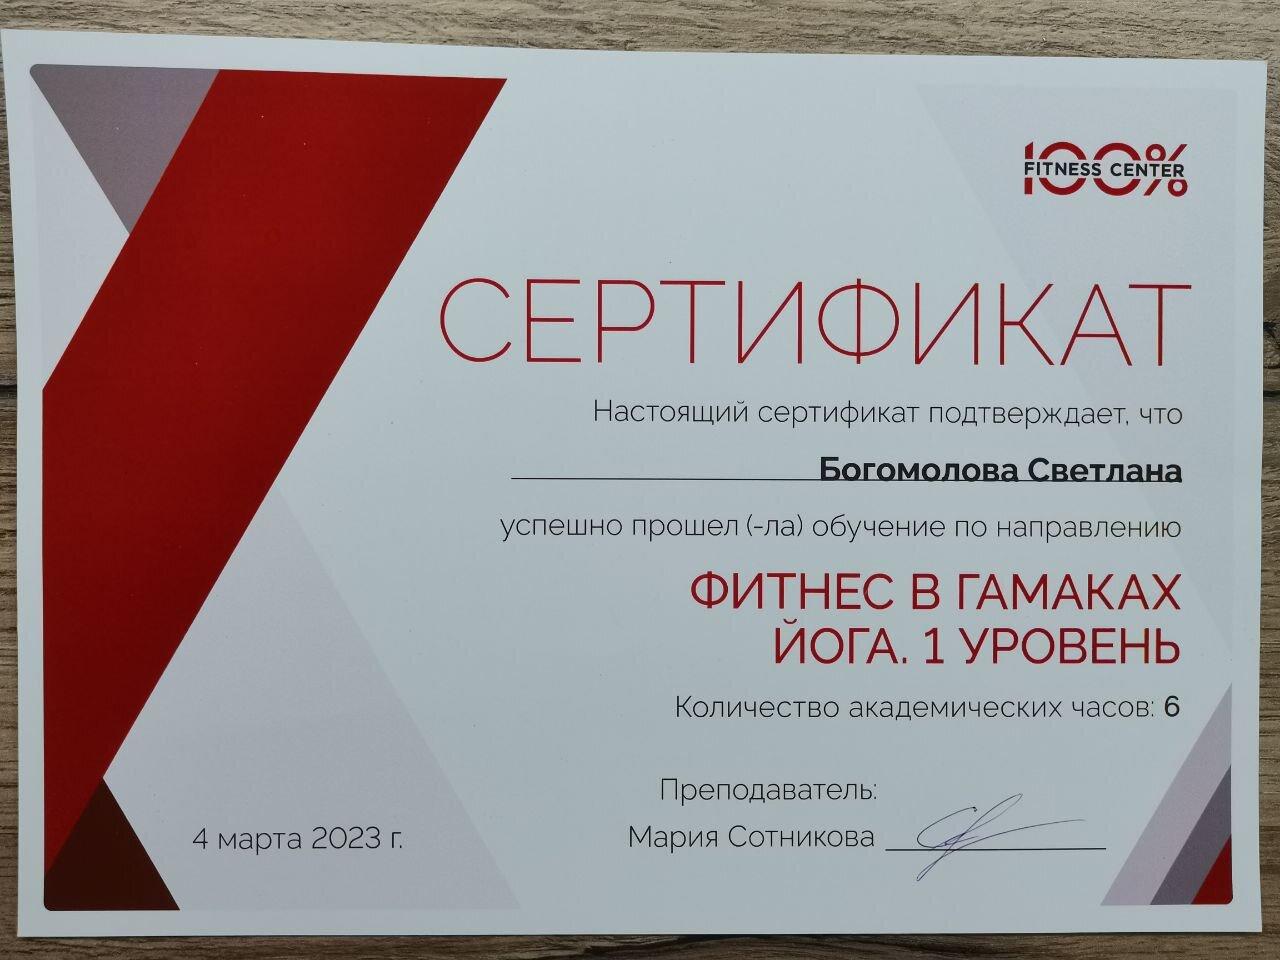 100%
FITNESS CENTER
СЕРТИФИКАТ
Настоящий сертификат подтверждает, что
Богомолова Светлана
успешно прошел (-ла) обучение по направлению
ФИТНЕС В ГАМАКАХ
ЙОГА. 1 УРОВЕНЬ
Количество академических часов: 6
Преподаватель:
Мария Сотникова
4 марта 2023 г.